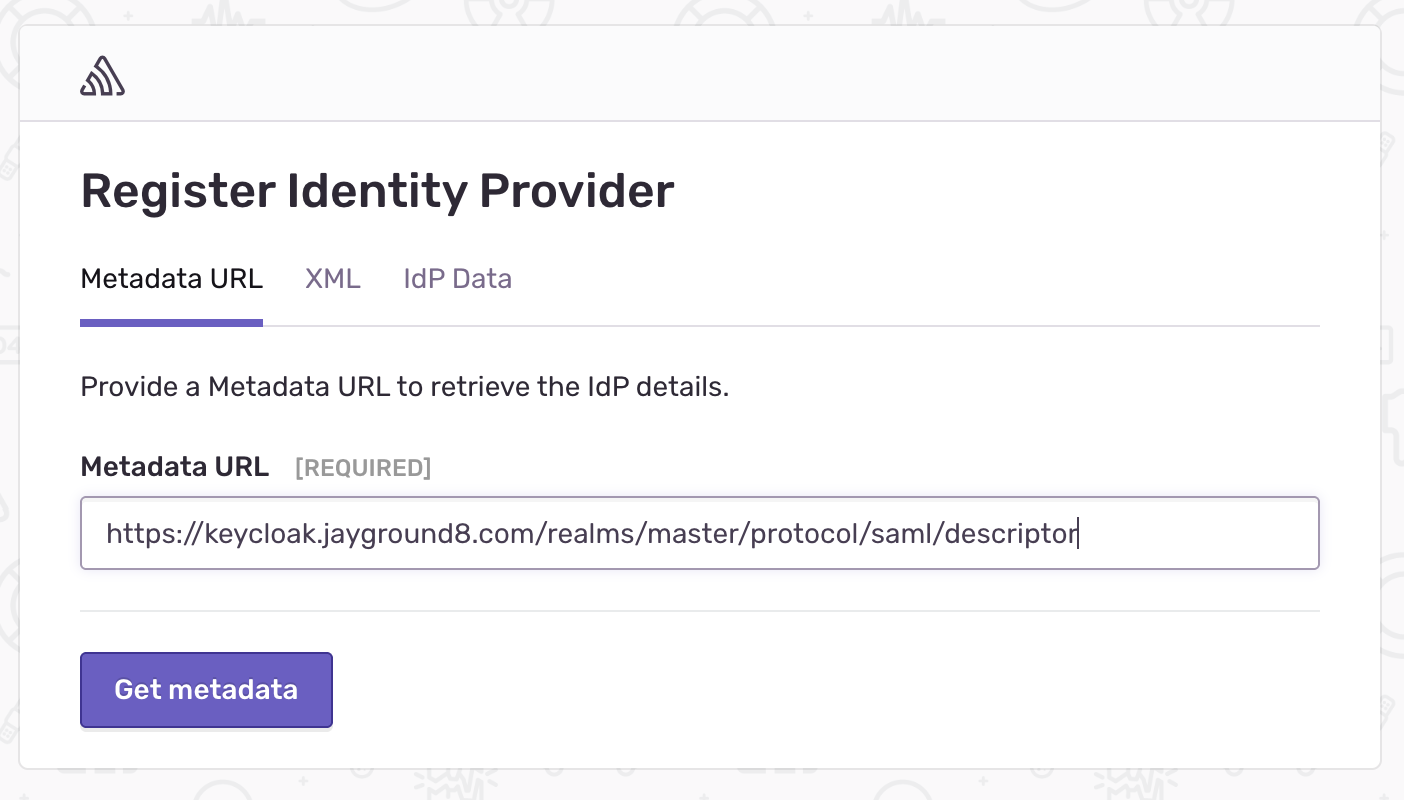 Register Identity Provider
Metadata URL XML IdP Data
Provide a Metadata URL to retrieve the IdP details.
Metadata URL [REQUIRED]
https://keycloak.jayground8.com/realms/master/protocol/saml/descriptor
Get metadata